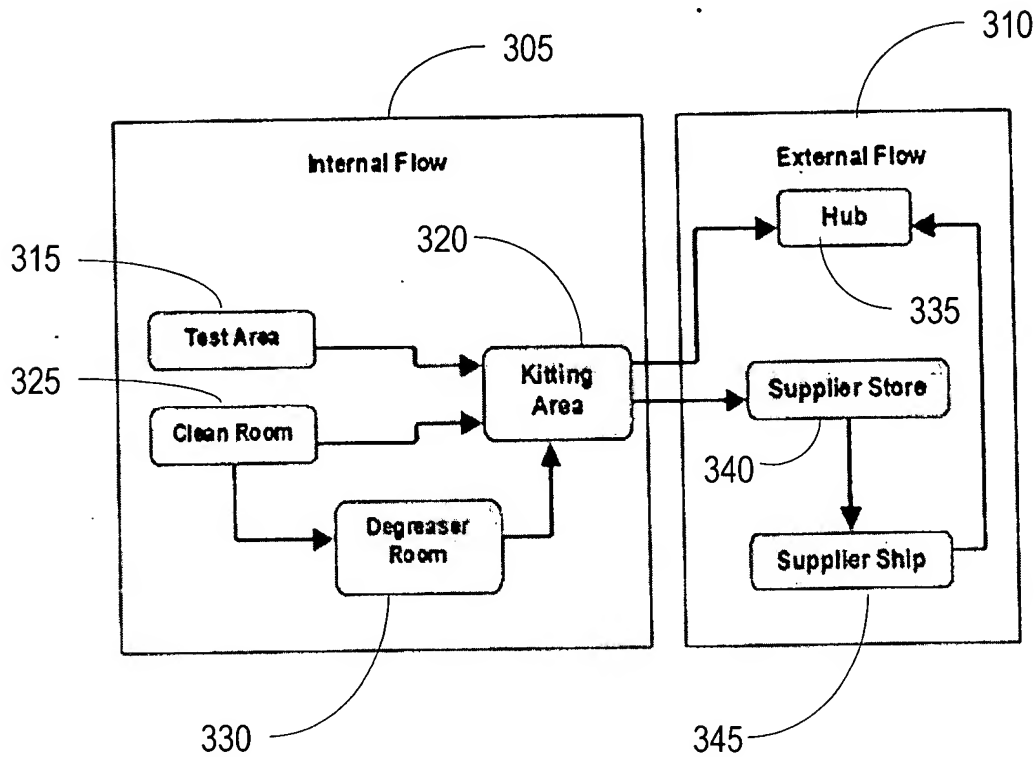 305
310
Internal Flow
External Flow
Hub
315
320
335
Test Area
325
Kitting
Area
Supplier Store
Clean Room
340
Degreaser
Room
Supplier Ship
330
345